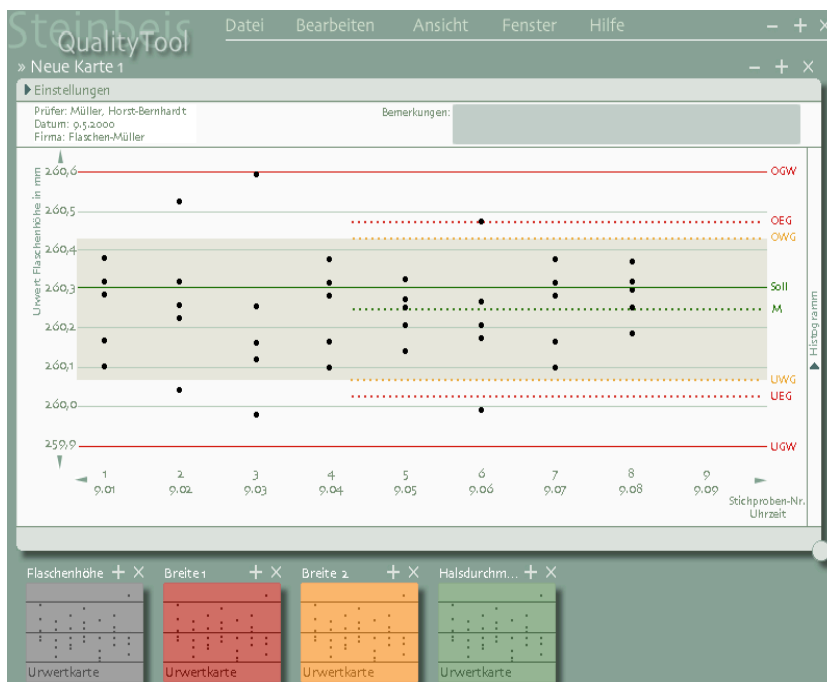 Steinbeis
QualityTool
Datei Bearbeiten Ansicht Fenster Hilfe
» Neue Karte 1
Einstellungen
Prüfer: Müller, Horst-Bernhardt
Datum: 9.5.2000
Firma: Flaschen-Müller
Bemerkungen:
Urwert Flaschenhöhe in mm
260,6
260,5
260,4
260,3
260,2
260,1
260,0
259,9
OGW
OEG
OWG
Soll
M
UWG
UEG
UGW
Histogramm
1 2 3 4 5 6 7 8 9
9.01 9.02 9.03 9.04 9.05 9.06 9.07 9.08 9.09
Stichproben-Nr.
Uhrzeit
Flaschenhöhe
Breite 1
Breite 2
Halsdurchm...
Urwertkarte
Urwertkarte
Urwertkarte
Urwertkarte